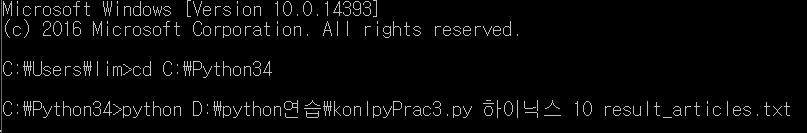 Microsoft Windows [Version 10.0.14393]
(c) 2016 Microsoft Corporation. All rights reserved.
C:₩Users₩lim>cd C:₩Python34
C:₩Python34>python D:₩python연습₩konlpyPrac3.py 하이닉스 10 result_articles.txt